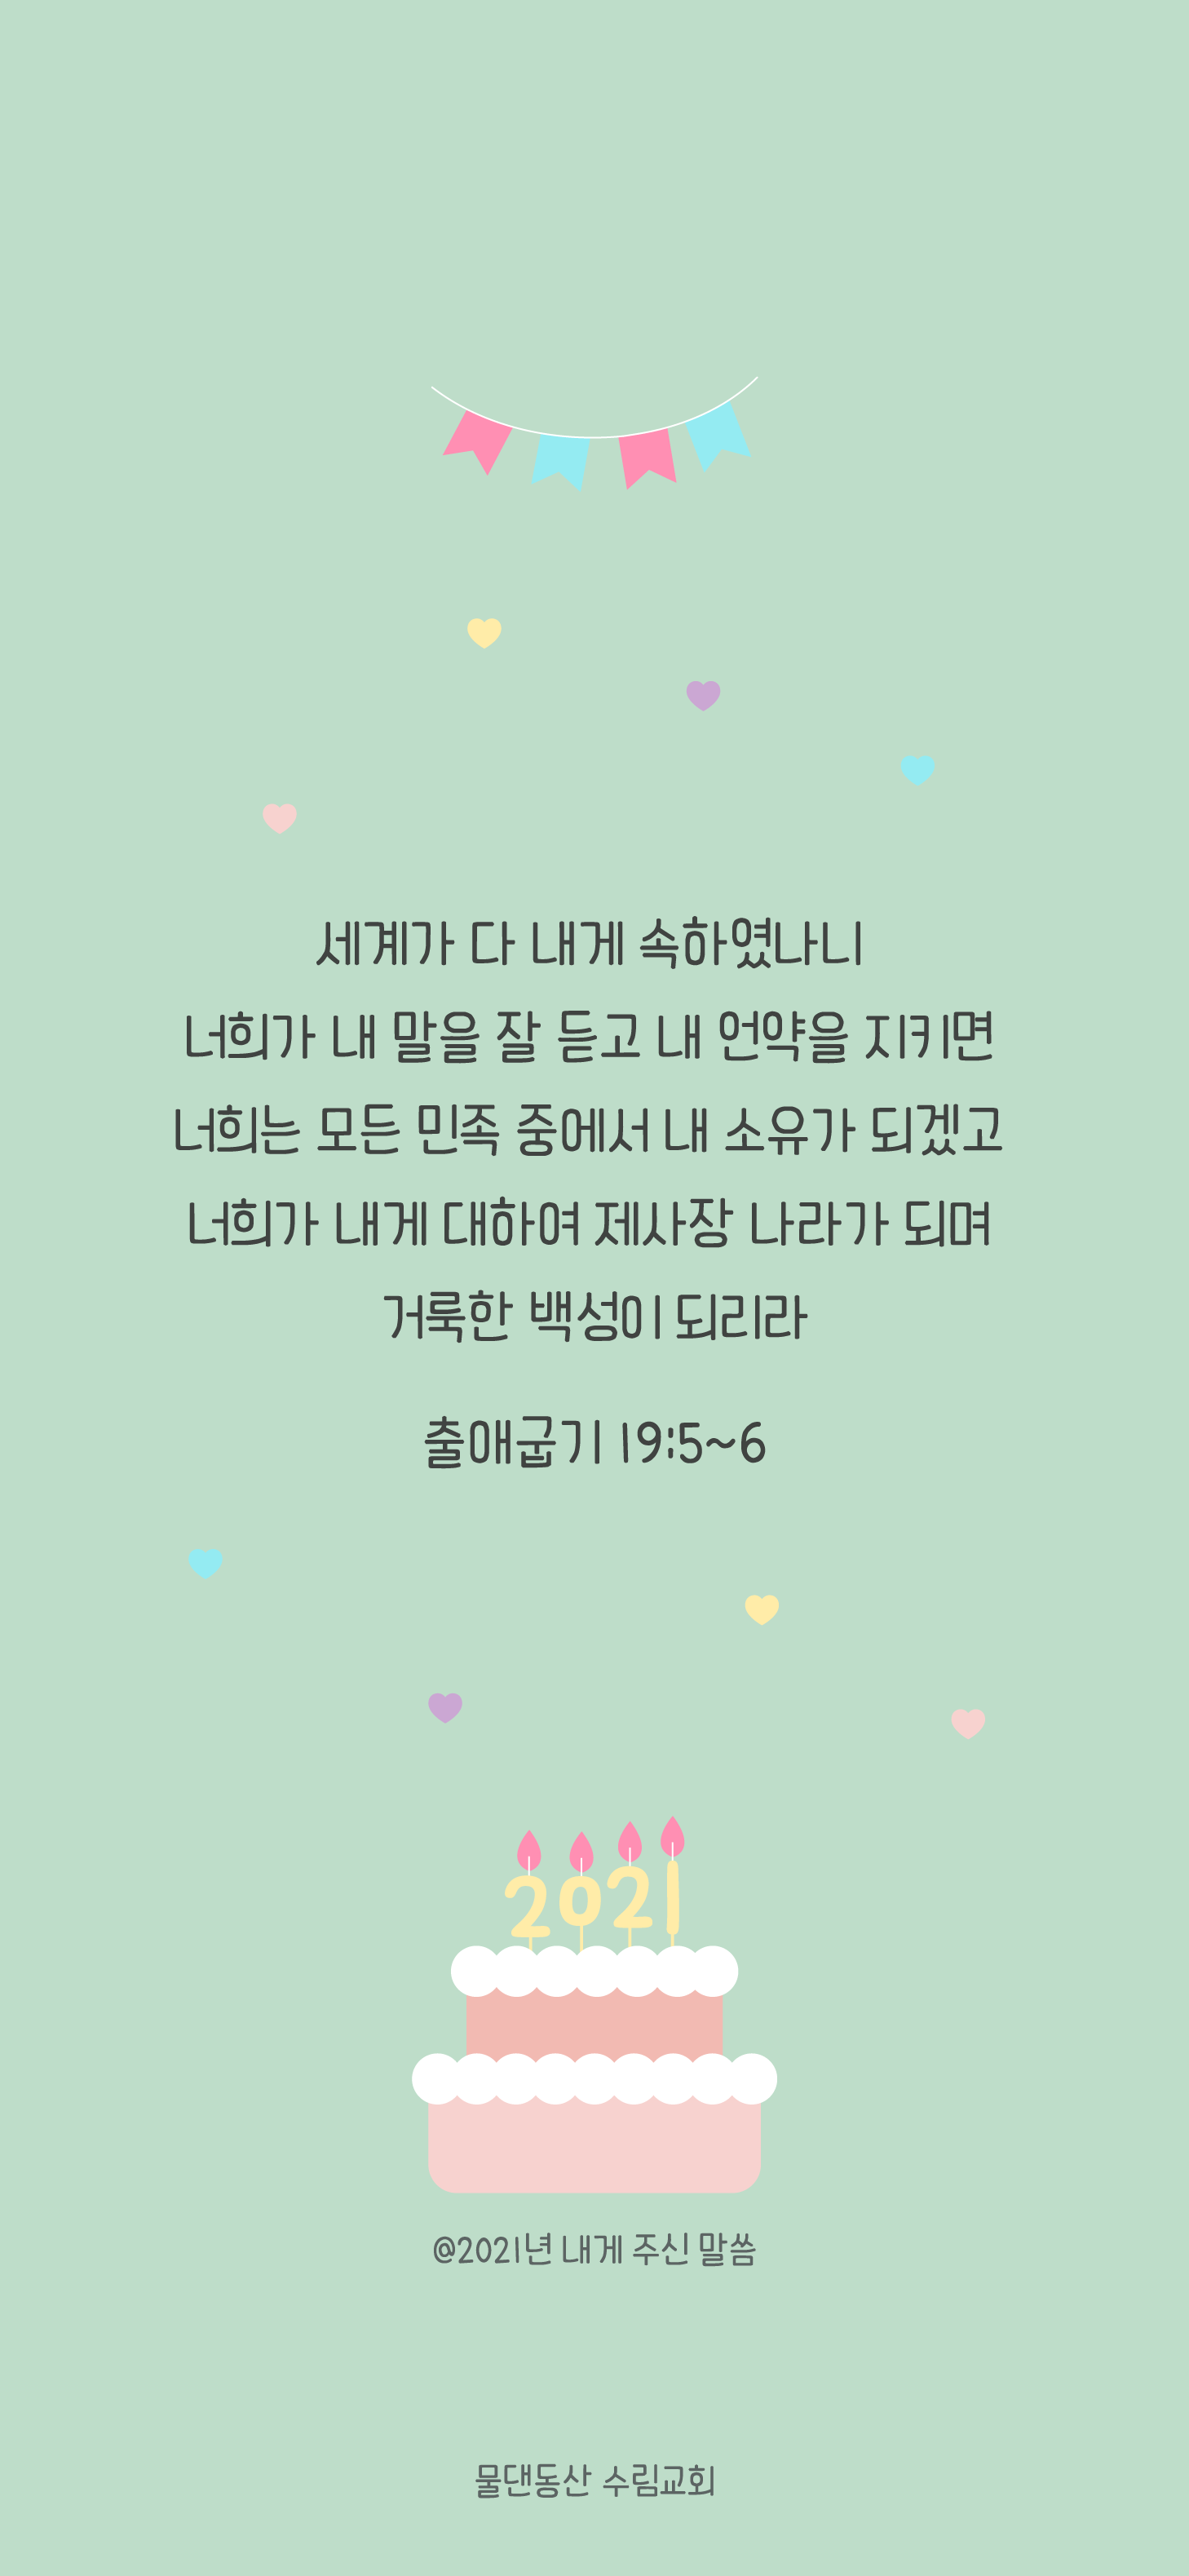 세계가 다 내게 속하였나니
너희가 내 말을 잘 듣고 내 언약을 지키면
너희는 모든 민족 중에서 내 소유가 되겠고
너희가 내게 대하여 제사장 나라가 되며
거룩한 백성이 되리라
출애굽기 19:5~6
2021
@2021년 내게 주신 말씀
물댄동산 수림교회